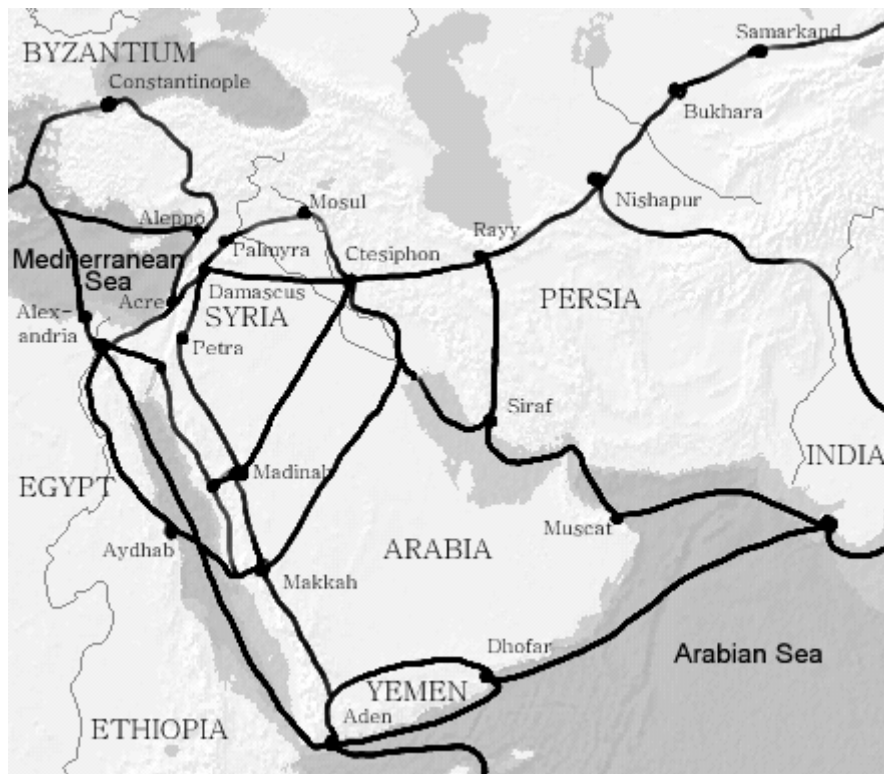 Samarkand
BYZANTIUM
Constantinople
Bukhara
Nishapur
Mosul
Aleppo
Rayy
Palmyra
Ctesiphon
Mediterranean
Sea
Damascus
Acre
PERSIA
Alex-
andria
SYRIA
Petra
Siraf
INDIA
Madinah
EGYPT
Muscat
Aydhab
ARABIA
Makkah
Dhofar
Arabian Sea
YEMEN
Aden
ETHIOPIA